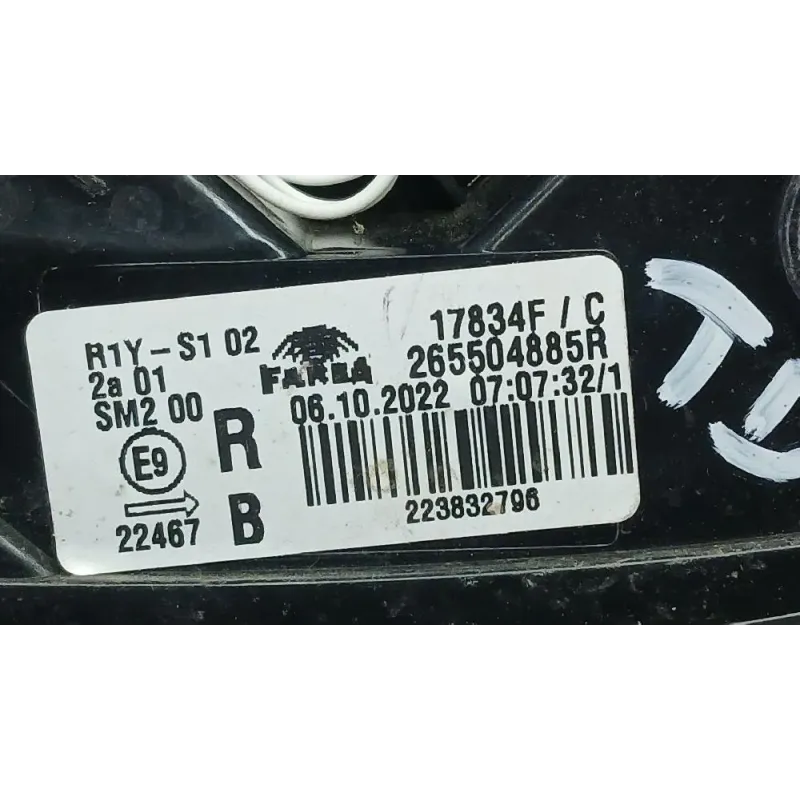 R1Y-S1 02
2a 01
SM2 00
E9
22467
R
B
FARBA
17834F / C
265504885R
06.10.2022 07:07:32/1
223832796